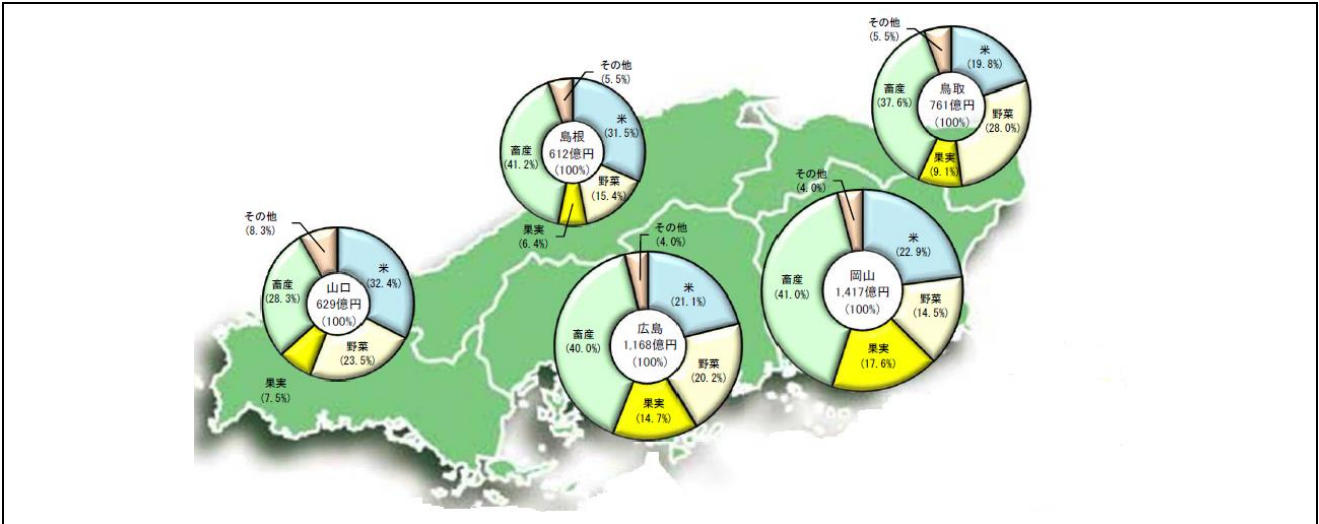 その他
(5.5%)
米
(19.8%)
畜産
(37.6%)
鳥取
761億円
(100%)
野菜
(28.0%)
果実
(9.1%)
その他
(5.5%)
米
(31.5%)
島根
612億円
(100%)
畜産
(41.2%)
野菜
(15.4%)
果実
(6.4%)
その他
(4.0%)
米
(22.9%)
畜産
(41.0%)
岡山
1,417億円
(100%)
野菜
(14.5%)
果実
(17.6%)
その他
(8.3%)
米
(32.4%)
畜産
(28.3%)
山口
629億円
(100%)
野菜
(23.5%)
果実
(7.5%)
その他
(4.0%)
米
(21.1%)
畜産
(40.0%)
広島
1,168億円
(100%)
野菜
(20.2%)
果実
(14.7%)